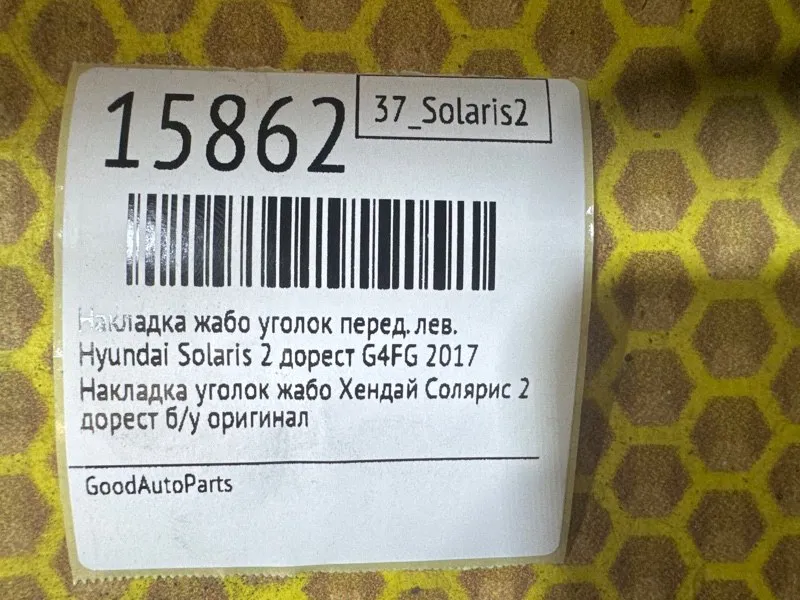 15862
37_Solaris2
Накладка жабо уголок перед.лев.
Hyundai Solaris 2 дорест G4FG 2017
Накладка уголок жабо Хендай Солярис 2
дорест б/у оригинал
GoodAutoParts